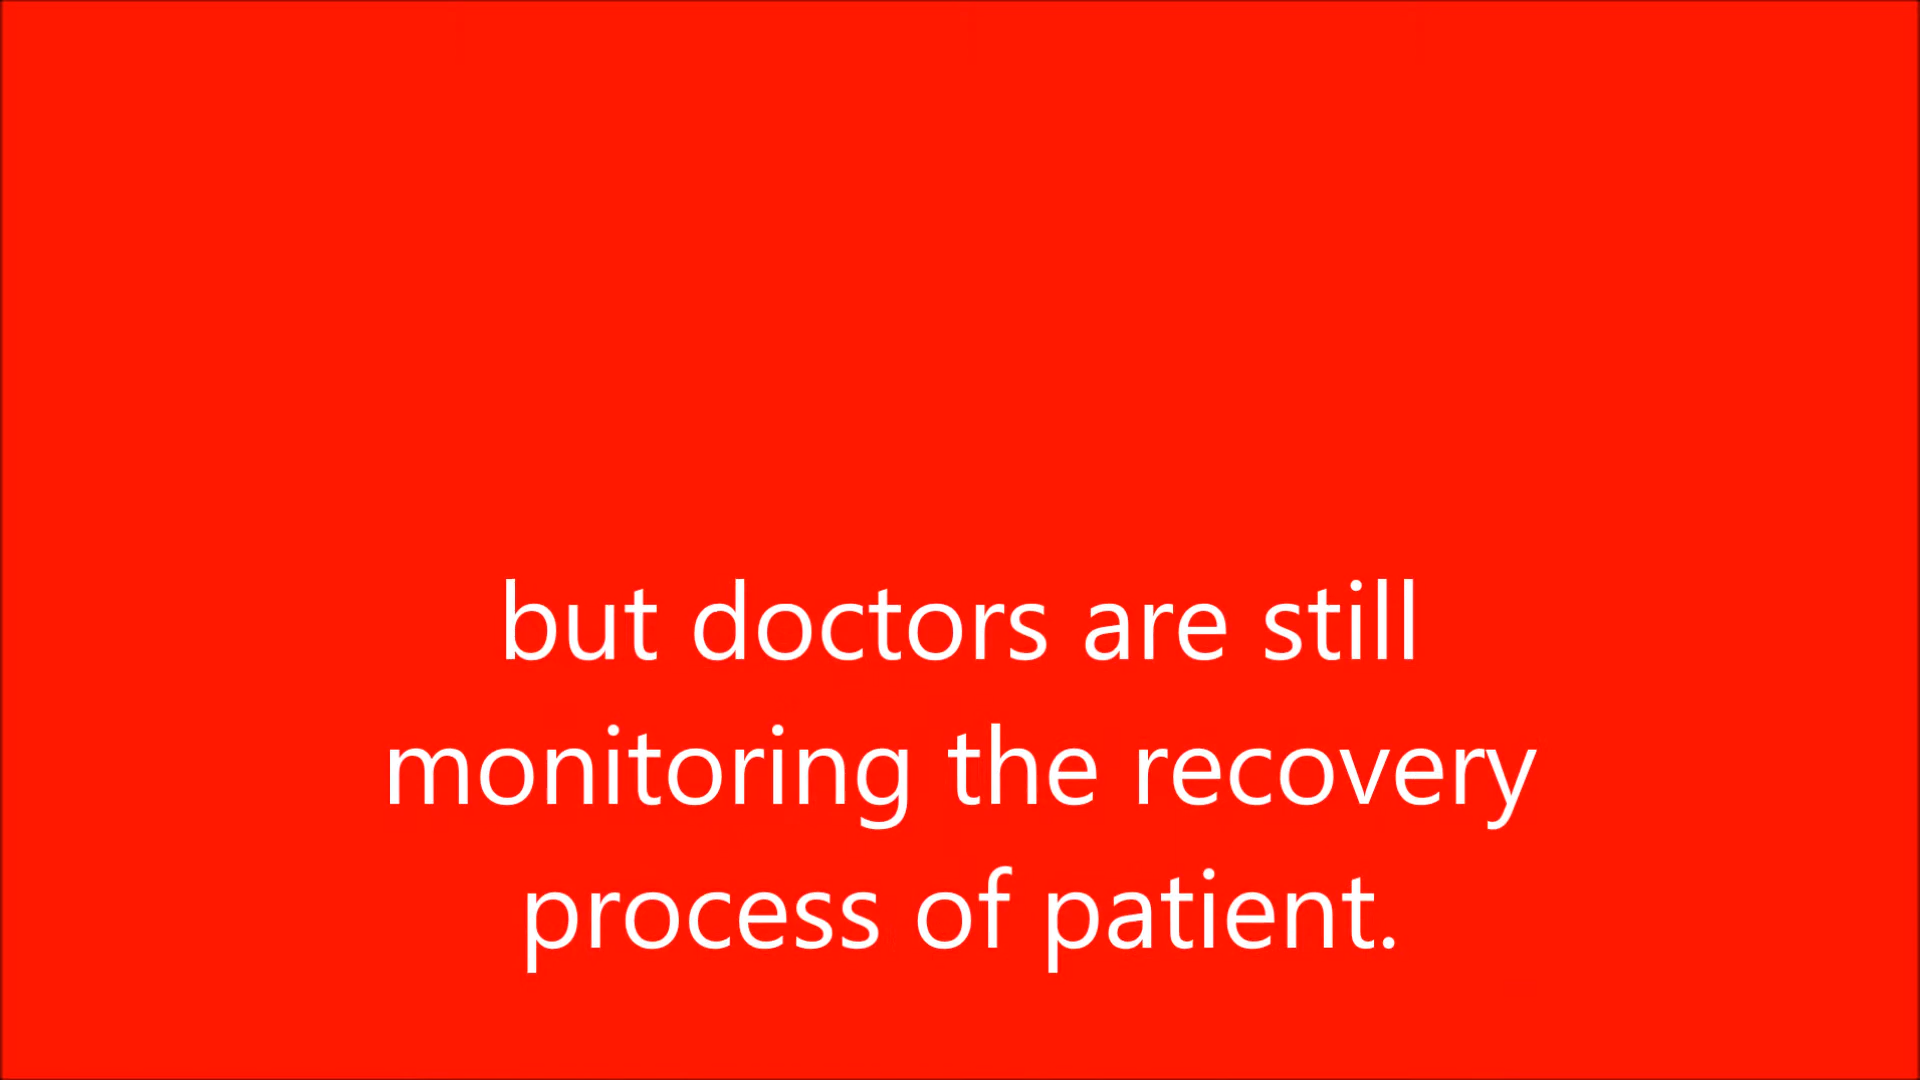 but doctors are still
monitoring the recovery
process of patient.